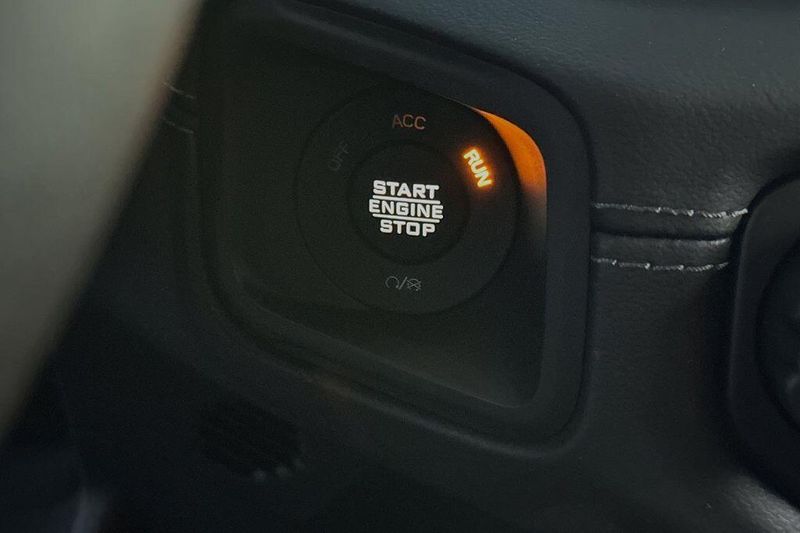 ACC
OFF
RUN
START
ENGINE
STOP